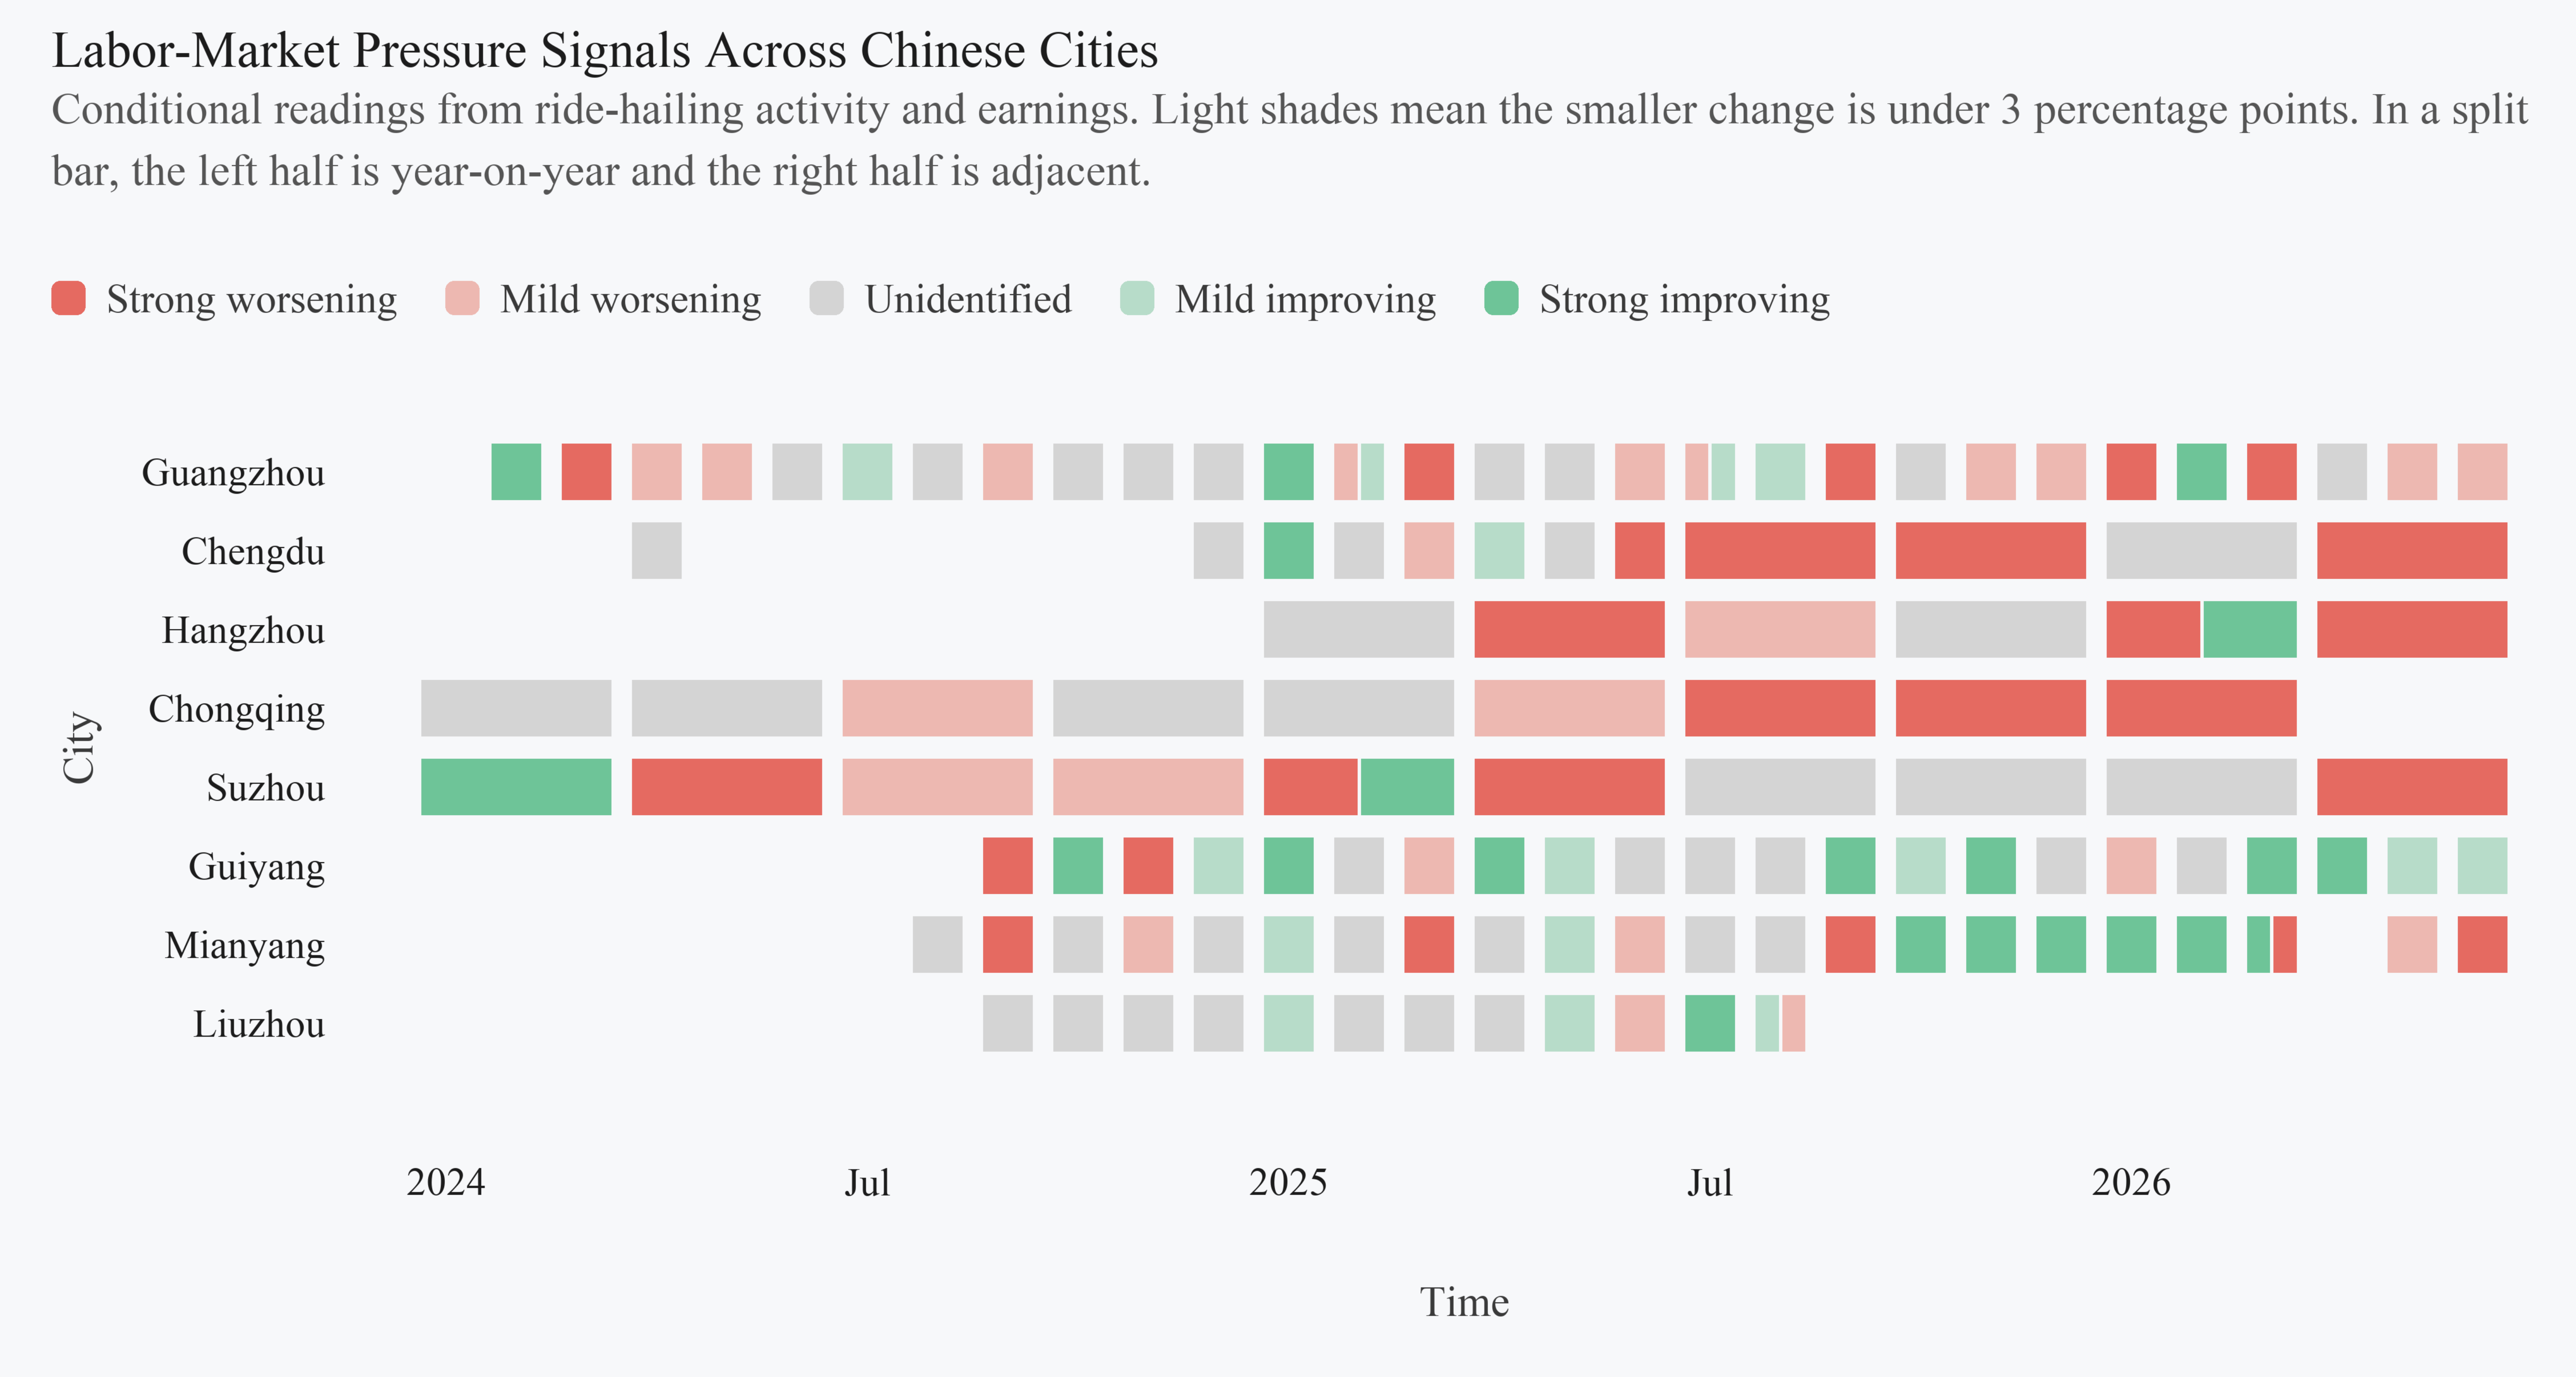 Labor-Market Pressure Signals Across Chinese Cities
Conditional readings from ride-hailing activity and earnings. Light shades mean the smaller change is under 3 percentage points. In a split
bar, the left half is year-on-year and the right half is adjacent.
Strong worsening
Mild worsening
Unidentified
Mild improving
Strong improving
City
Guangzhou
Chengdu
Hangzhou
Chongqing
Suzhou
Guiyang
Mianyang
Liuzhou
2024
Jul
2025
Jul
2026
Time